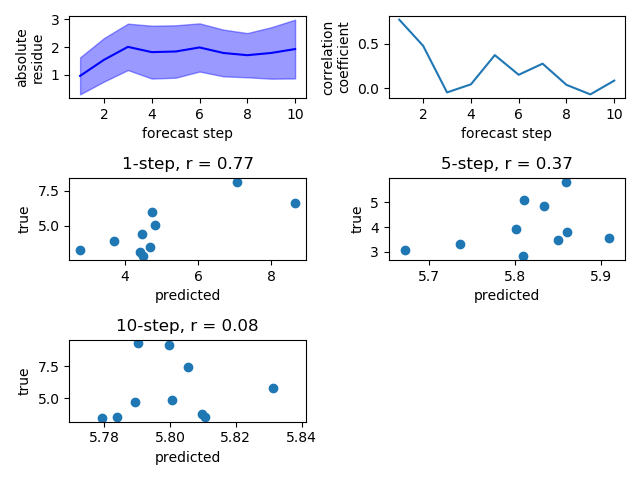 absolute
residue
3
2
1
2
4
6
8
10
forecast step
correlation
coefficient
0.5
0.0
2
4
6
8
10
forecast step
1-step, r = 0.77
true
7.5
5.0
4
6
8
predicted
5-step, r = 0.37
true
5
4
3
5.7
5.8
5.9
predicted
10-step, r = 0.08
true
7.5
5.0
5.78
5.80
5.82
5.84
predicted